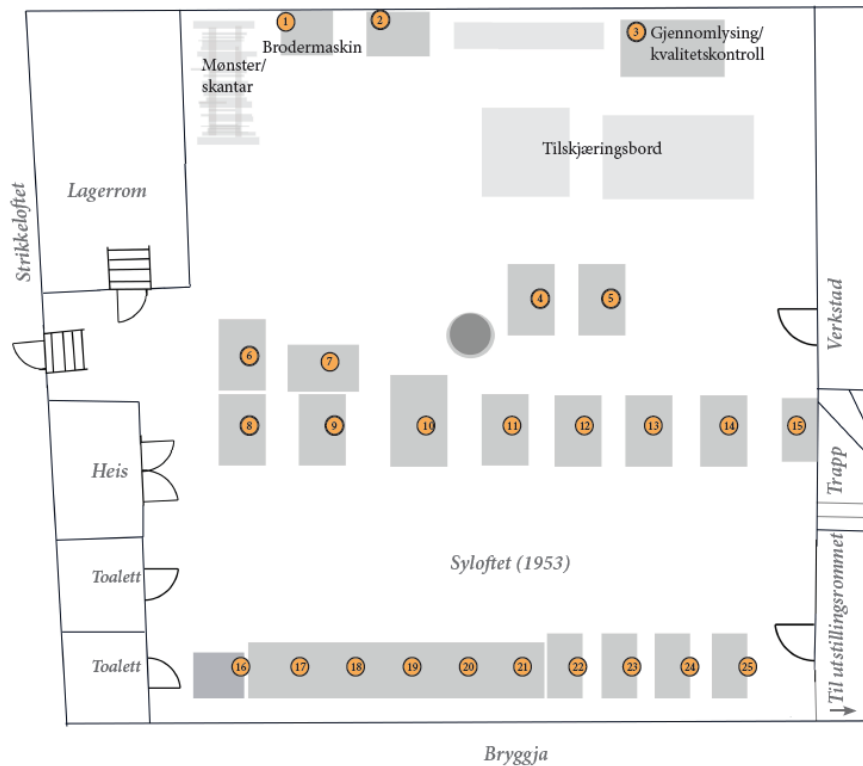 1
2
3
Gjennomlysing/
kvalitetskontroll
Brodermaskin
Mønster/
skantar
Tilskjæringsbord
Lagerrom
Strikkeloftet
4
5
Verkstad
6
7
8
9
10
11
12
13
14
15
Heis
Trapp
Syloftet (1953)
Toalett
Toalett
16
17
18
19
20
21
22
23
24
25
Til utstillingsrommet
Bryggja